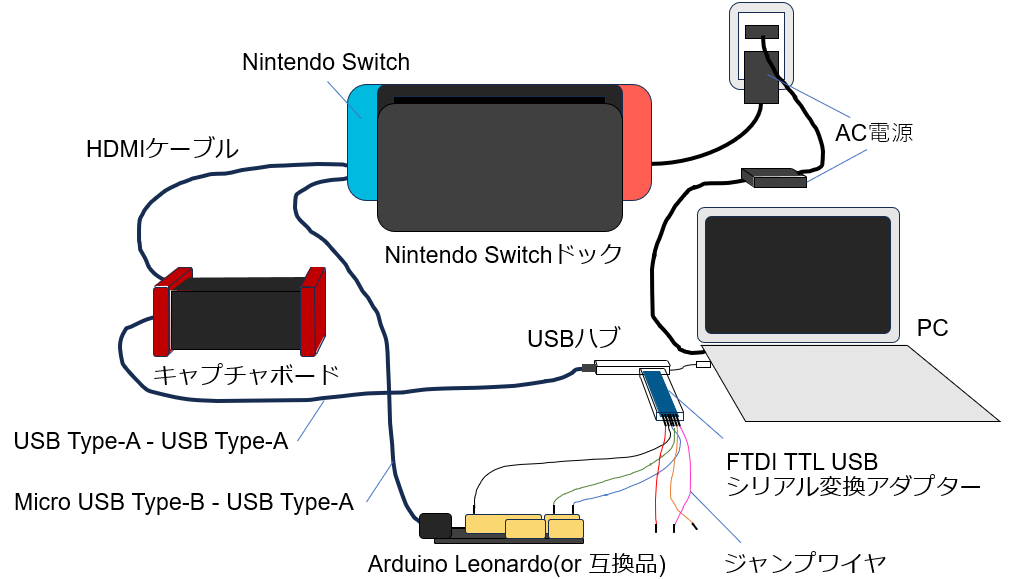 Nintendo Switch
HDMIケーブル
AC電源
Nintendo Switchドック
PC
USBハブ
キャプチャボード
USB Type-A - USB Type-A
FTDI TTL USB
シリアル変換アダプター
Micro USB Type-B - USB Type-A
Arduino Leonardo(or 互換品)
ジャンプワイヤ